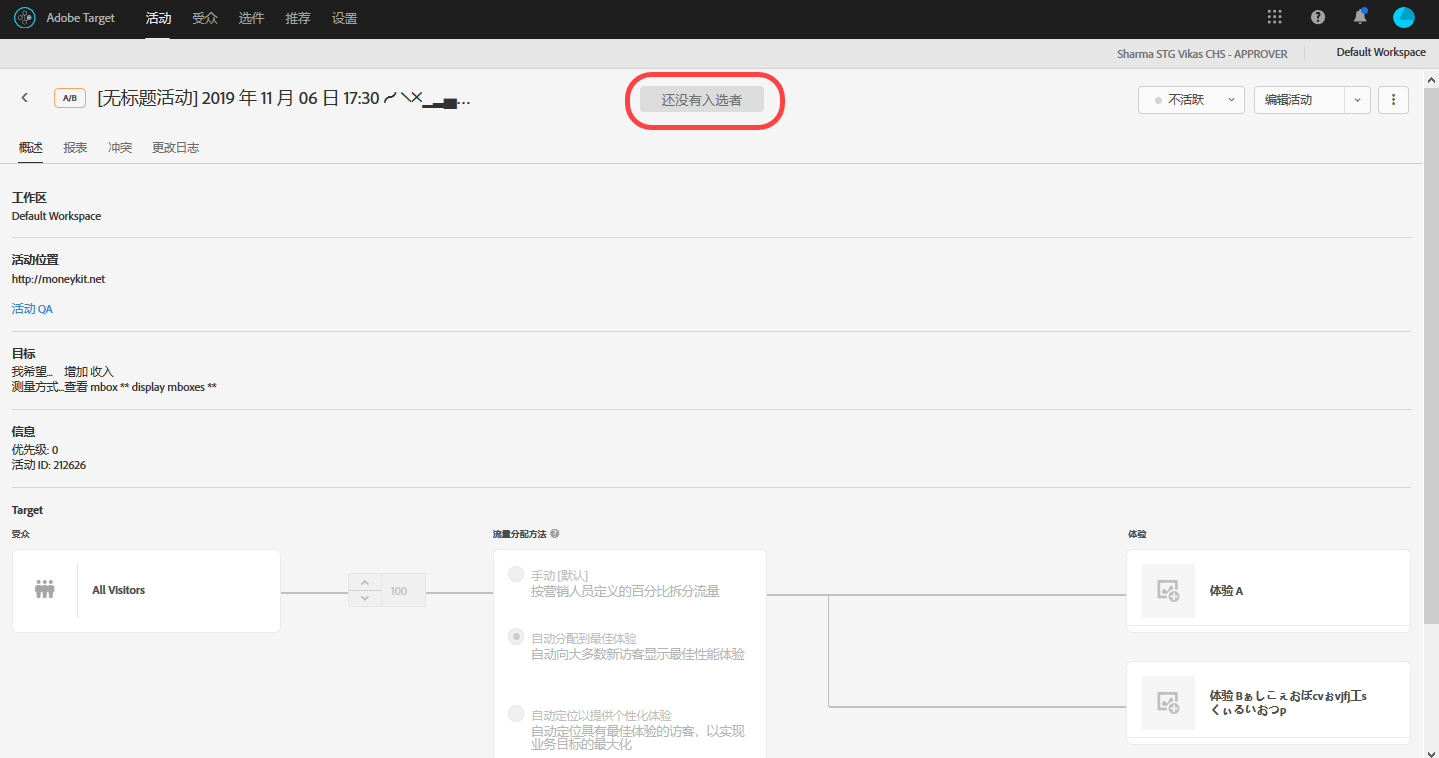 Adobe Target 活动 受众 选件 推荐 设置
Sharma STG Vikas CHS - APPROVER Default Workspace
A/B [无标题活动] 2019 年 11 月 06 日 17:30 ... 还没有入选者 不活跃 编辑活动
概述 报表 冲突 更改日志
工作区
Default Workspace
活动位置
http://moneykit.net
活动 QA
目标
我希望... 增加 收入
测量方式...查看 mbox ** display mboxes **
信息
优先级: 0
活动 ID: 212626
Target
受众 流量分配方法 体验
All Visitors
100
手动 [默认]
按营销人员定义的百分比拆分流量
自动分配到最佳体验
自动向大多数新访客显示最佳性能体验
自动定位以提供个性化体验
自动定位具有最佳体验的访客，以实现
业务目标的最大化
体验 A
体验 Bぁしこぇおぼcvぉvjfj工s
くぃるいおつp